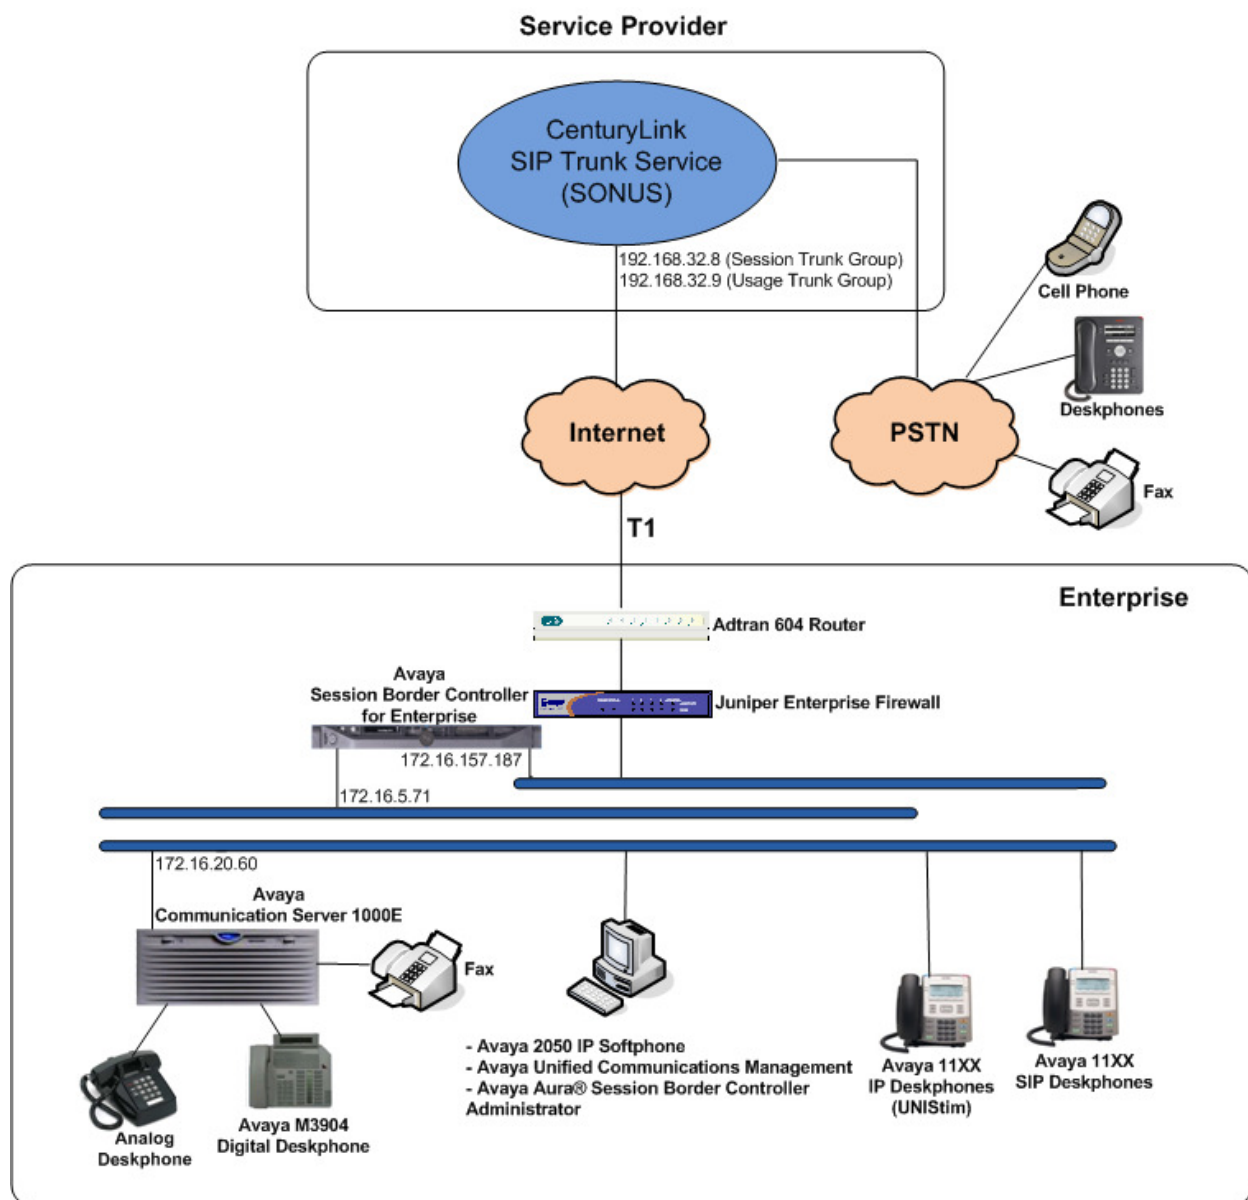 Service Provider
CenturyLink
SIP Trunk Service
(SONUS)
192.168.32.8 (Session Trunk Group)
192.168.32.9 (Usage Trunk Group)
Cell Phone
Deskphones
Internet
PSTN
Fax
T1
Enterprise
Adtran 604 Router
Avaya
Session Border Controller
for Enterprise
Juniper Enterprise Firewall
172.16.157.187
172.16.5.71
172.16.20.60
Avaya
Communication Server 1000E
Fax
- Avaya 2050 IP Softphone
- Avaya Unified Communications Management
- Avaya Aura® Session Border Controller
Administrator
Avaya 11XX
IP Deskphones
(UNIStim)
Avaya 11XX
SIP Deskphones
Analog
Deskphone
Avaya M3904
Digital Deskphone